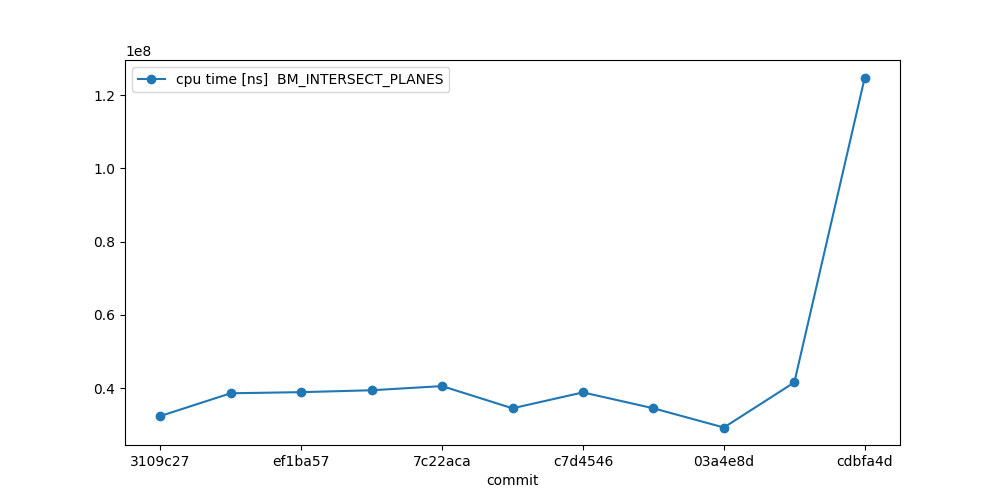 1e8
cpu time [ns]  BM_INTERSECT_PLANES
1.2
1.0
0.8
0.6
0.4
3109c27 ef1ba57 7c22aca c7d4546 03a4e8d cdbfa4d
commit